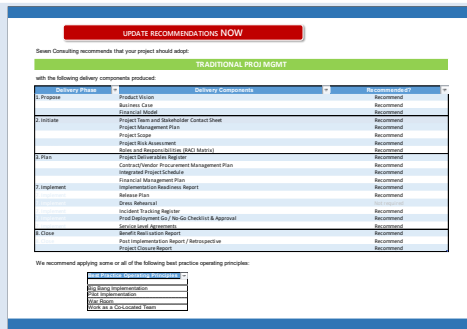 UPDATE RECOMMENDATIONS NOW
Seven Consulting recommends that your project should adopt:
TRADITIONAL PROJ MGMT
with the following delivery components produced:
Delivery Phase Delivery Components Recommended?
1. Propose Product Vision Recommend
Business Case Recommend
Financial Model Recommend
2. Initiate Project Team and Stakeholder Contact Sheet Recommend
Project Management Plan Recommend
Project Scope Recommend
Project Risk Assessment Recommend
Roles and Responsibilities (RACI Matrix) Recommend
3. Plan Project Deliverables Register Recommend
Contract/Vendor Procurement Management Plan Recommend
Integrated Project Schedule Recommend
Financial Management Plan Recommend
7. Implement Implementation Readiness Report Recommend
Release Plan Recommend
Dress Rehearsal
Incident Tracking Register Recommend
Prod Deployment Go / No-Go Checklist & Approval Recommend
Service Level Agreements Recommend
8. Close Benefit Realisation Report Recommend
Post Implementation Report / Retrospective Recommend
Project Closure Report Recommend
We recommend applying some or all of the following best practice operating principles:
Best Practice Operating Principles
Big Bang Implementation
Pilot Implementation
War Room
Work as a Co-Located Team